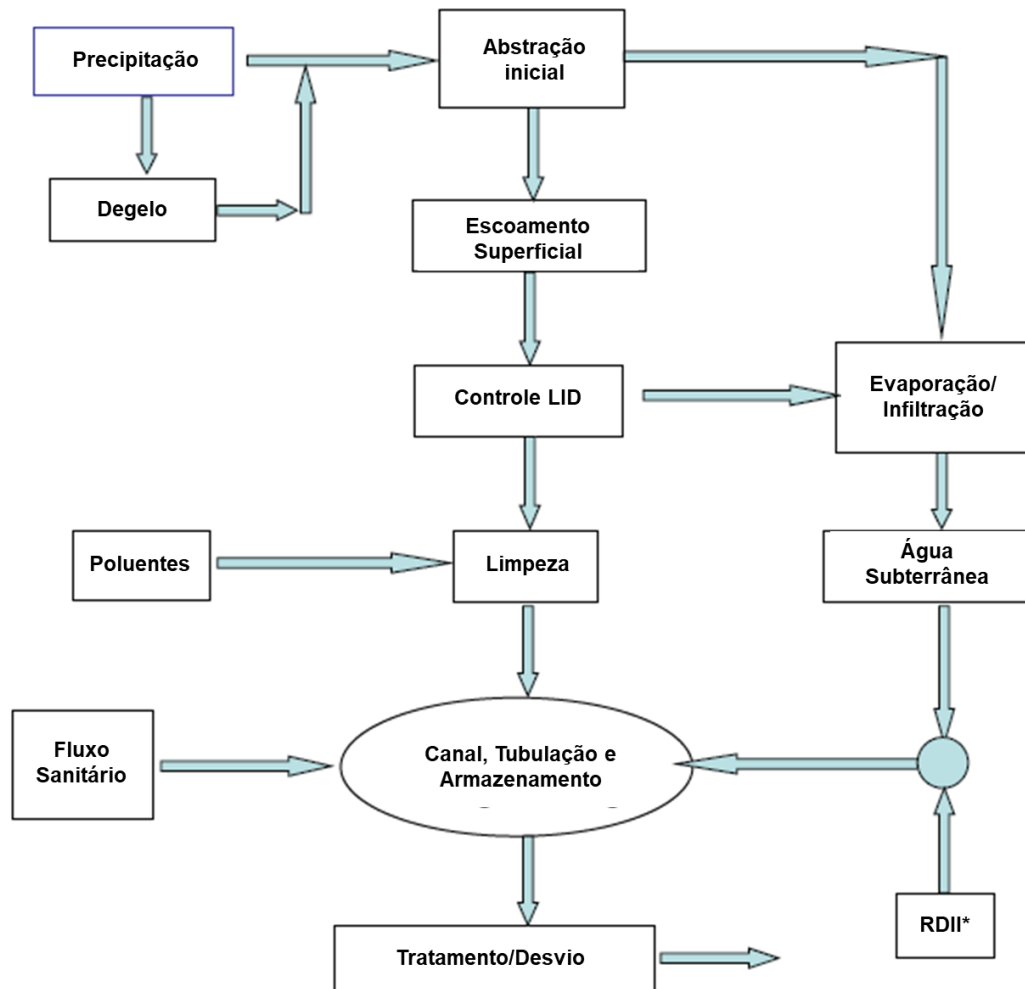 Precipitação
Abstração
inicial
Degelo
Escoamento
Superficial
Controle LID
Evaporação/
Infiltração
Poluentes
Limpeza
Água
Subterrânea
Fluxo
Sanitário
Canal, Tubulação e
Armazenamento
RDII*
Tratamento/Desvio